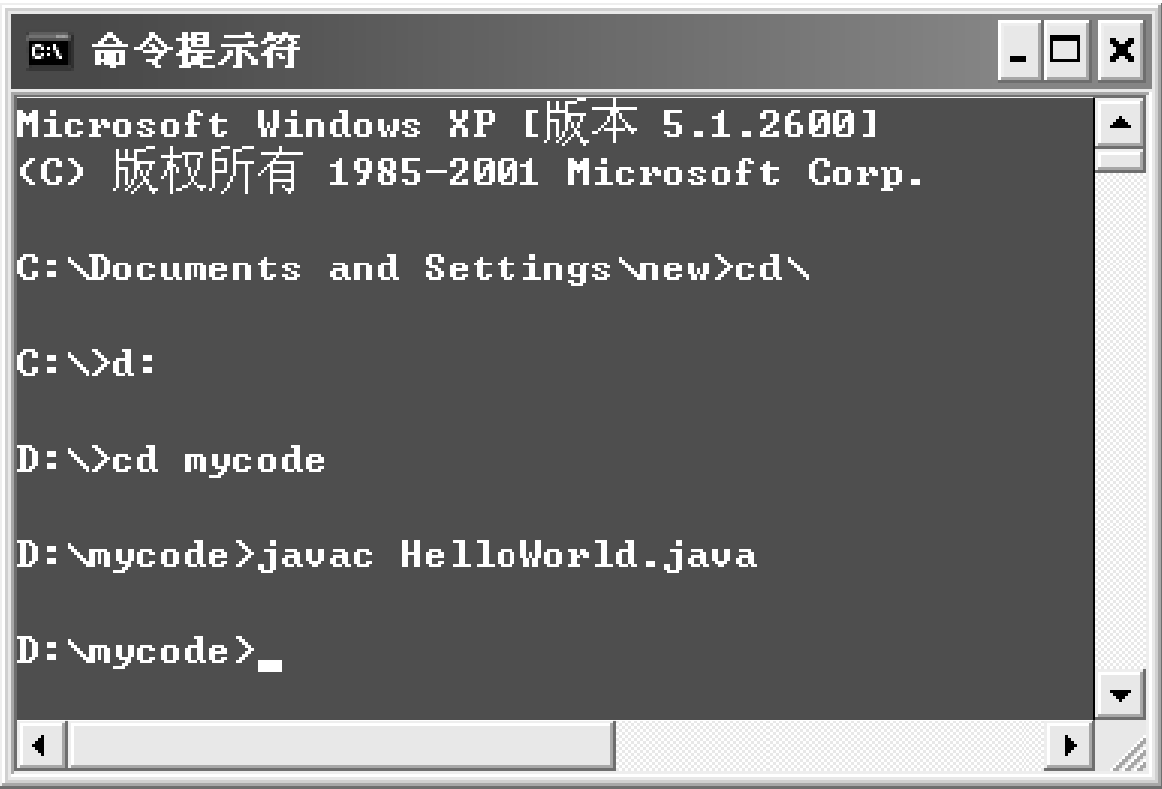 C:\ 命令提示符
Microsoft Windows XP [版本 5.1.2600]
(C) 版权所有 1985-2001 Microsoft Corp.
C:\Documents and Settings\new>cd\
C:\>d:
D:\>cd mycode
D:\mycode>javac HelloWorld.java
D:\mycode>_